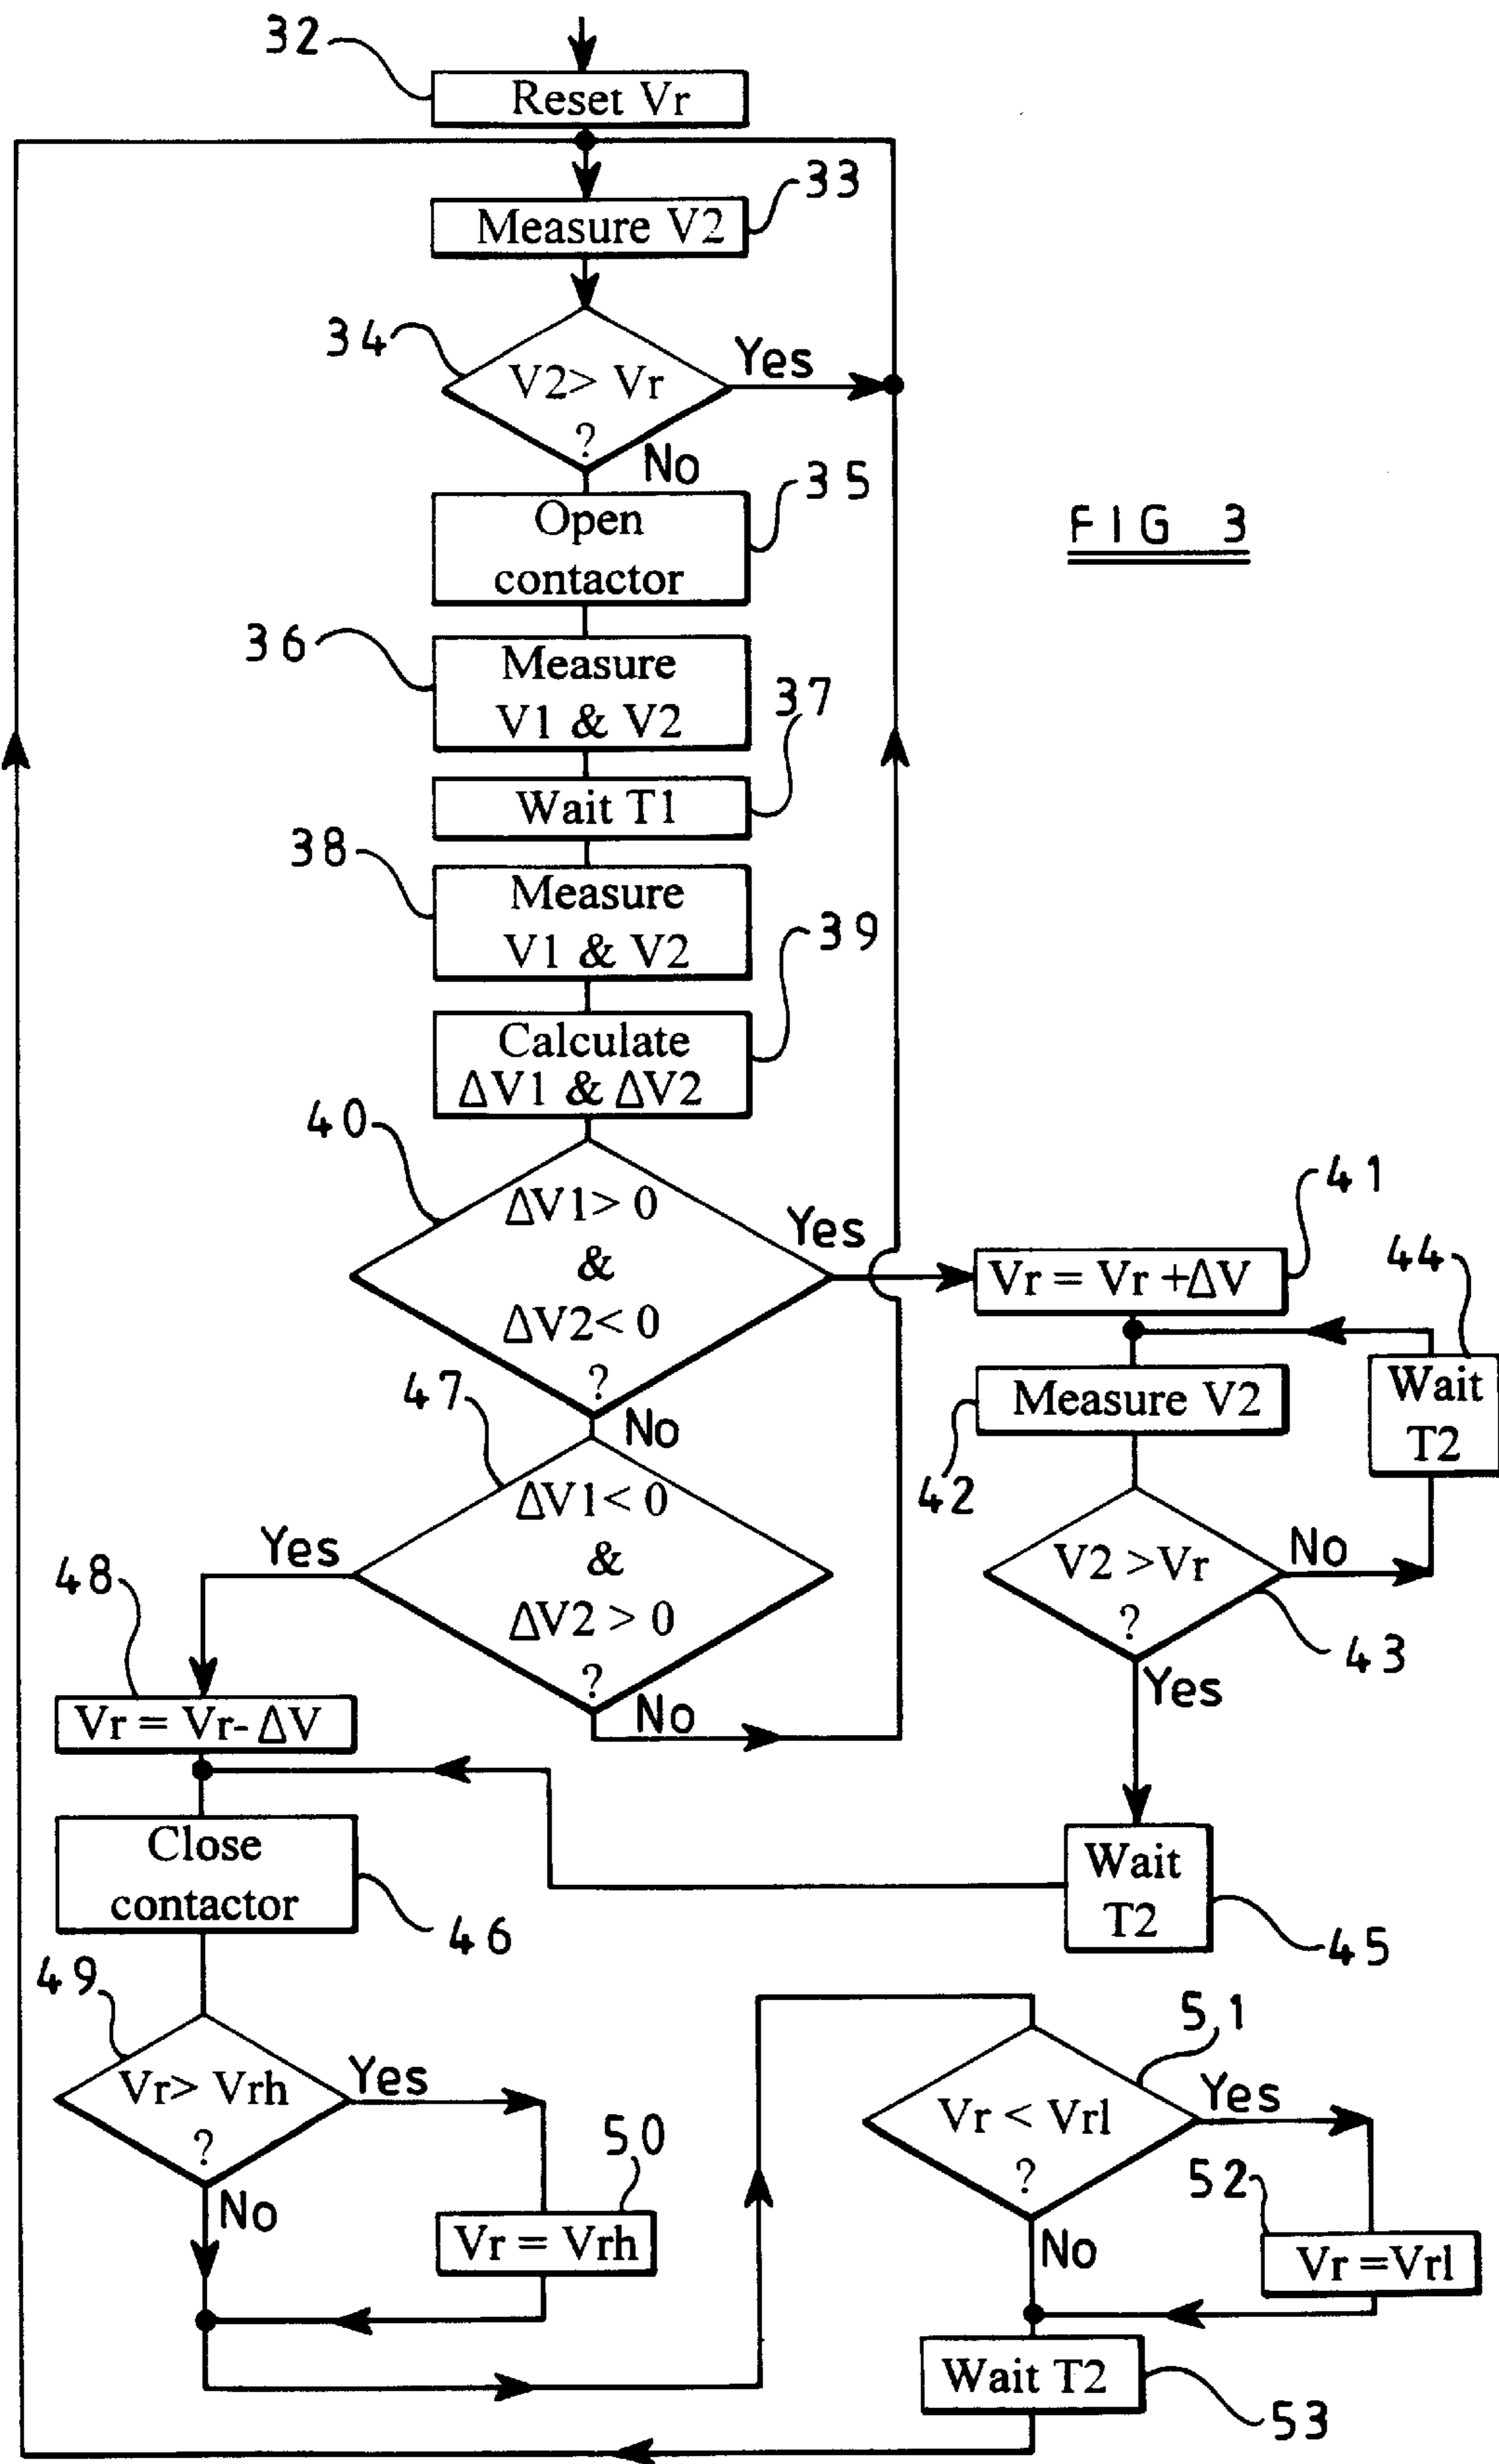 32
Reset Vr
33
Measure V2
34
V2> Vr
?
Yes
No
35
Open
contactor
FIG 3
36
Measure
V1 & V2
37
Wait T1
38
Measure
V1 & V2
39
Calculate
ΔV1 & ΔV2
40
ΔV1> 0
&
ΔV2< 0
?
Yes
No
41
Vr = Vr +ΔV
44
Wait
T2
42
Measure V2
V2 >Vr
?
No
43
Yes
47
ΔV1< 0
&
ΔV2 > 0
?
Yes
No
48
Vr = Vr- ΔV
Close
contactor
46
Wait
T2
45
49
Vr> Vrh
?
Yes
No
50
Vr = Vrh
51
Vr < Vrl
?
Yes
No
52
Vr =Vrl
Wait T2
53